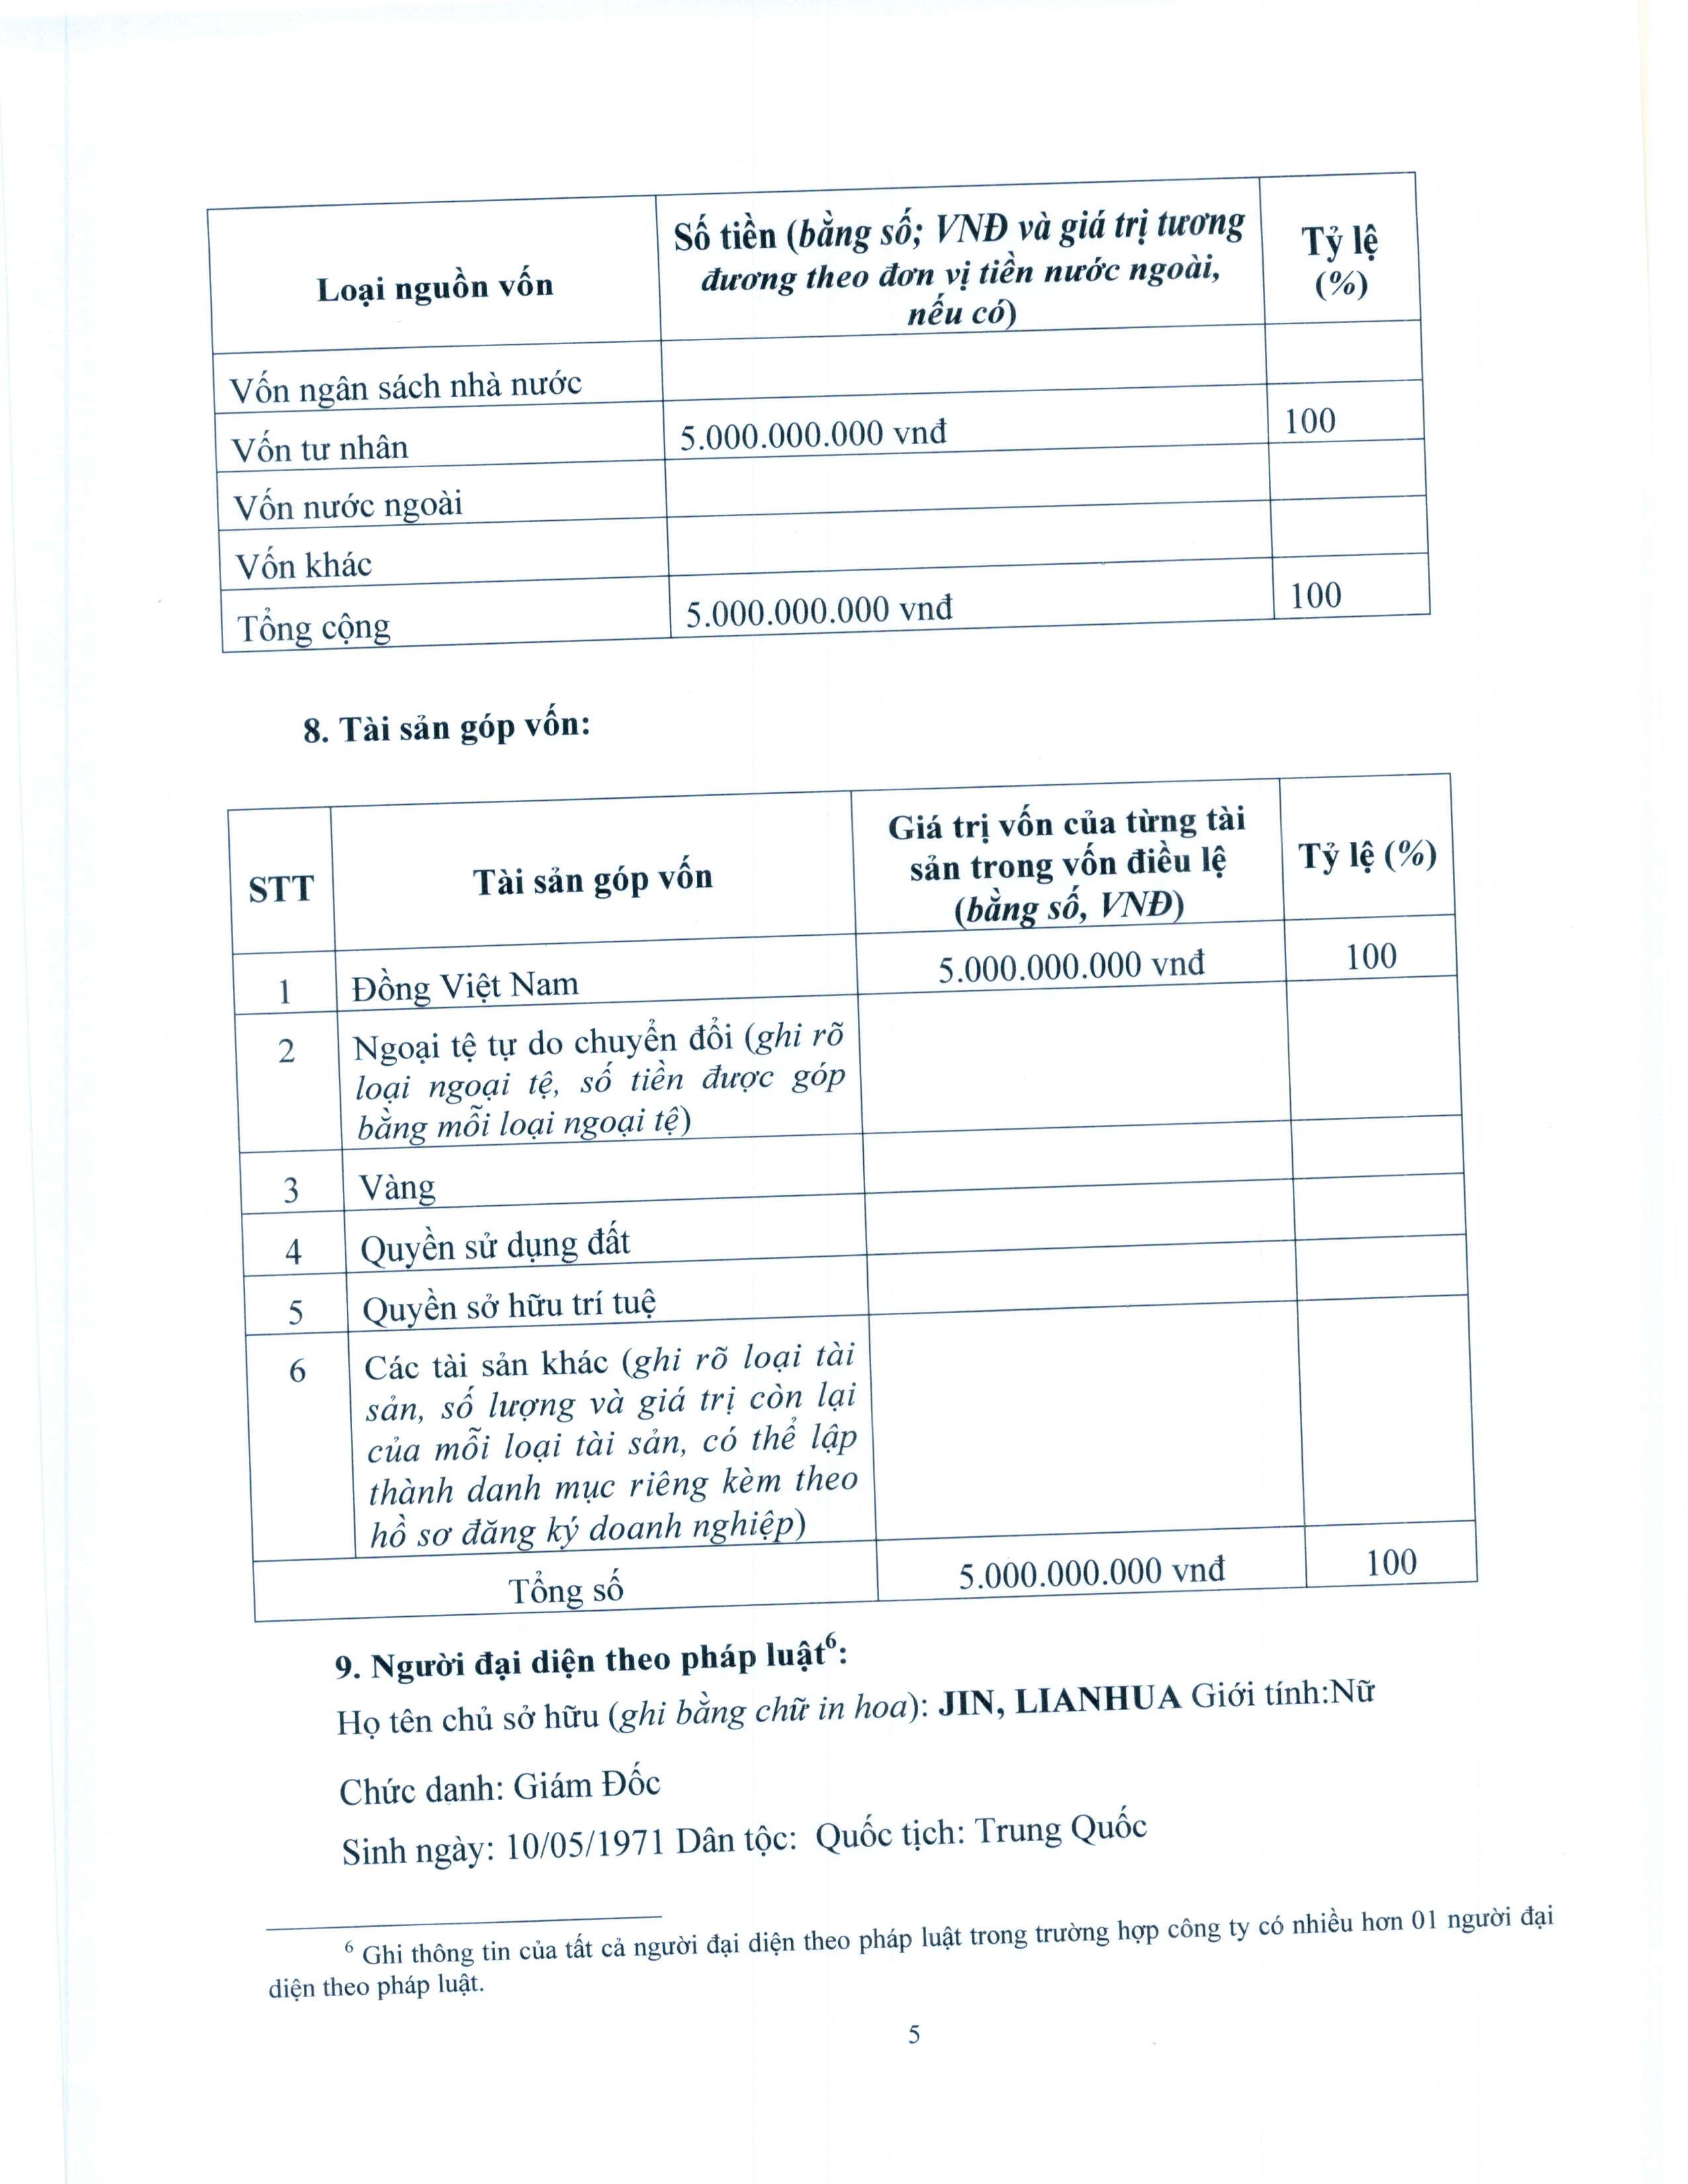 Loại nguồn vốn
Số tiền (bằng số; VNĐ và giá trị tương
đương theo đơn vị tiền nước ngoài,
nếu có)
Tỷ lệ
(%)
Vốn ngân sách nhà nước
Vốn tư nhân 5.000.000.000 vnđ 100
Vốn nước ngoài
Vốn khác
Tổng cộng 5.000.000.000 vnđ 100
8. Tài sản góp vốn:
STT
Tài sản góp vốn
Giá trị vốn của từng tài
sản trong vốn điều lệ
(bằng số, VNĐ)
Tỷ lệ (%)
1 Đồng Việt Nam 5.000.000.000 vnđ 100
2 Ngoại tệ tự do chuyển đổi (ghi rõ
loại ngoại tệ, số tiền được góp
bằng mỗi loại ngoại tệ)
3 Vàng
4 Quyền sử dụng đất
5 Quyền sở hữu trí tuệ
6 Các tài sản khác (ghi rõ loại tài
sản, số lượng và giá trị còn lại
của mỗi loại tài sản, có thể lập
thành danh mục riêng kèm theo
hồ sơ đăng ký doanh nghiệp)
Tổng số 5.000.000.000 vnđ 100
9. Người đại diện theo pháp luật⁶:
Họ tên chủ sở hữu (ghi bằng chữ in hoa): JIN, LIANHUA Giới tính:Nữ
Chức danh: Giám Đốc
Sinh ngày: 10/05/1971 Dân tộc: Quốc tịch: Trung Quốc
⁶ Ghi thông tin của tất cả người đại diện theo pháp luật trong trường hợp công ty có nhiều hơn 01 người đại
diện theo pháp luật.
5